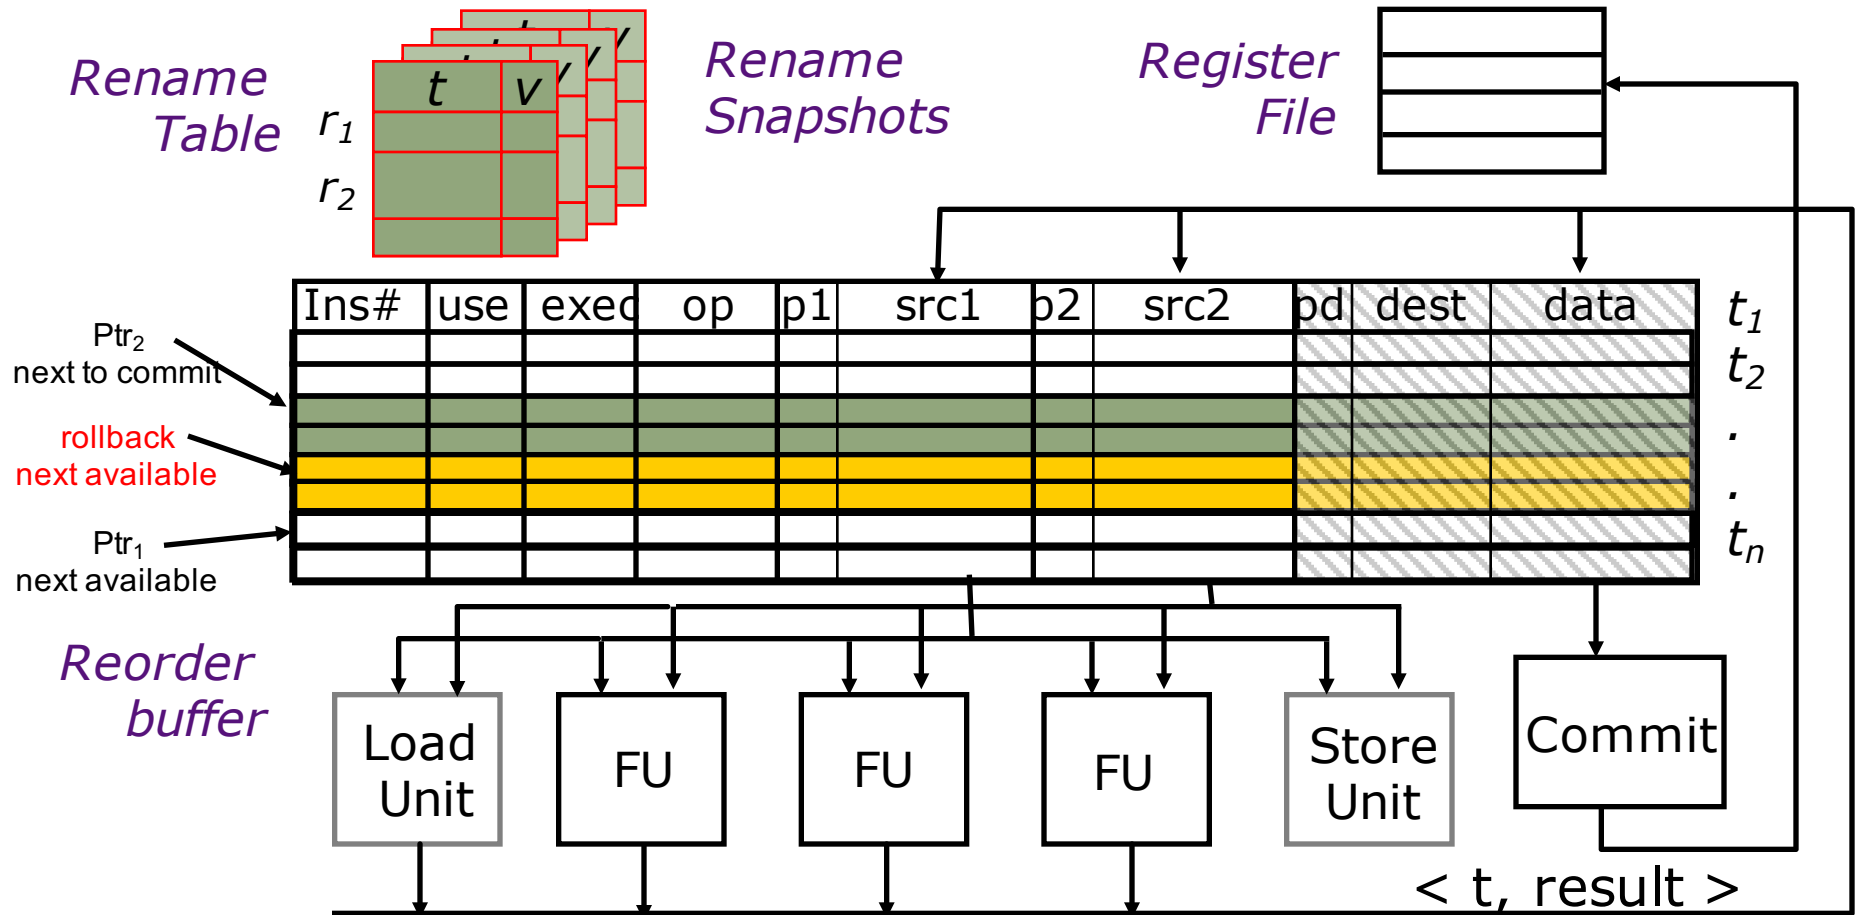 Rename
Table
t v
r1
r2
Rename
Snapshots
Register
File
Ins# use exec op p1 src1 p2 src2 pd dest data
t1
t2
.
.
tn
Ptr2
next to commit
rollback
next available
Ptr1
next available
Reorder
buffer
Load
Unit
FU
FU
FU
Store
Unit
Commit
< t, result >